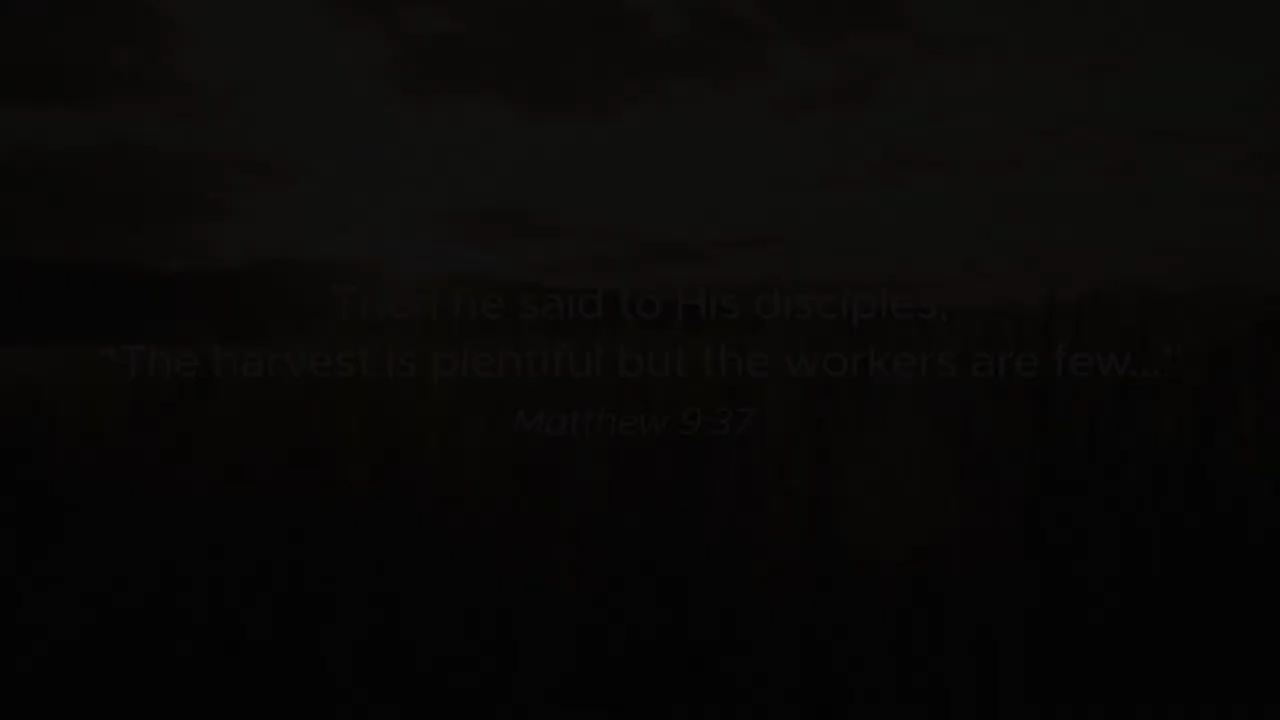 Then he said to His disciples,
"The harvest is plentiful but the workers are few..."
Matthew 9:37